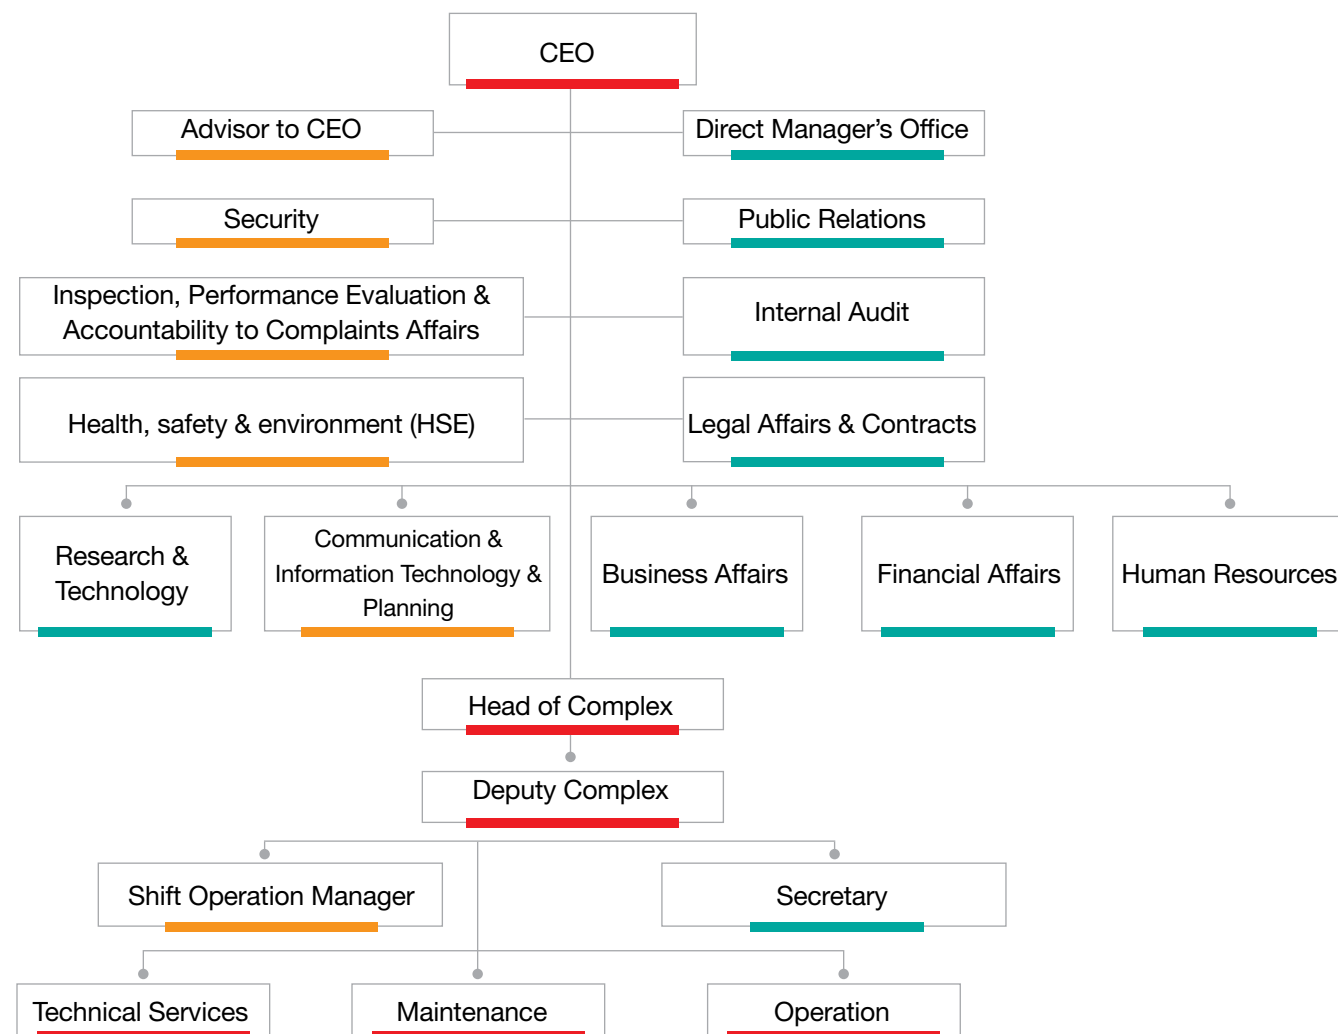 CEO
Advisor to CEO
Direct Manager's Office
Security
Public Relations
Inspection, Performance Evaluation &
Accountability to Complaints Affairs
Internal Audit
Health, safety & environment (HSE)
Legal Affairs & Contracts
Research &
Technology
Communication &
Information Technology &
Planning
Business Affairs
Financial Affairs
Human Resources
Head of Complex
Deputy Complex
Shift Operation Manager
Secretary
Technical Services
Maintenance
Operation